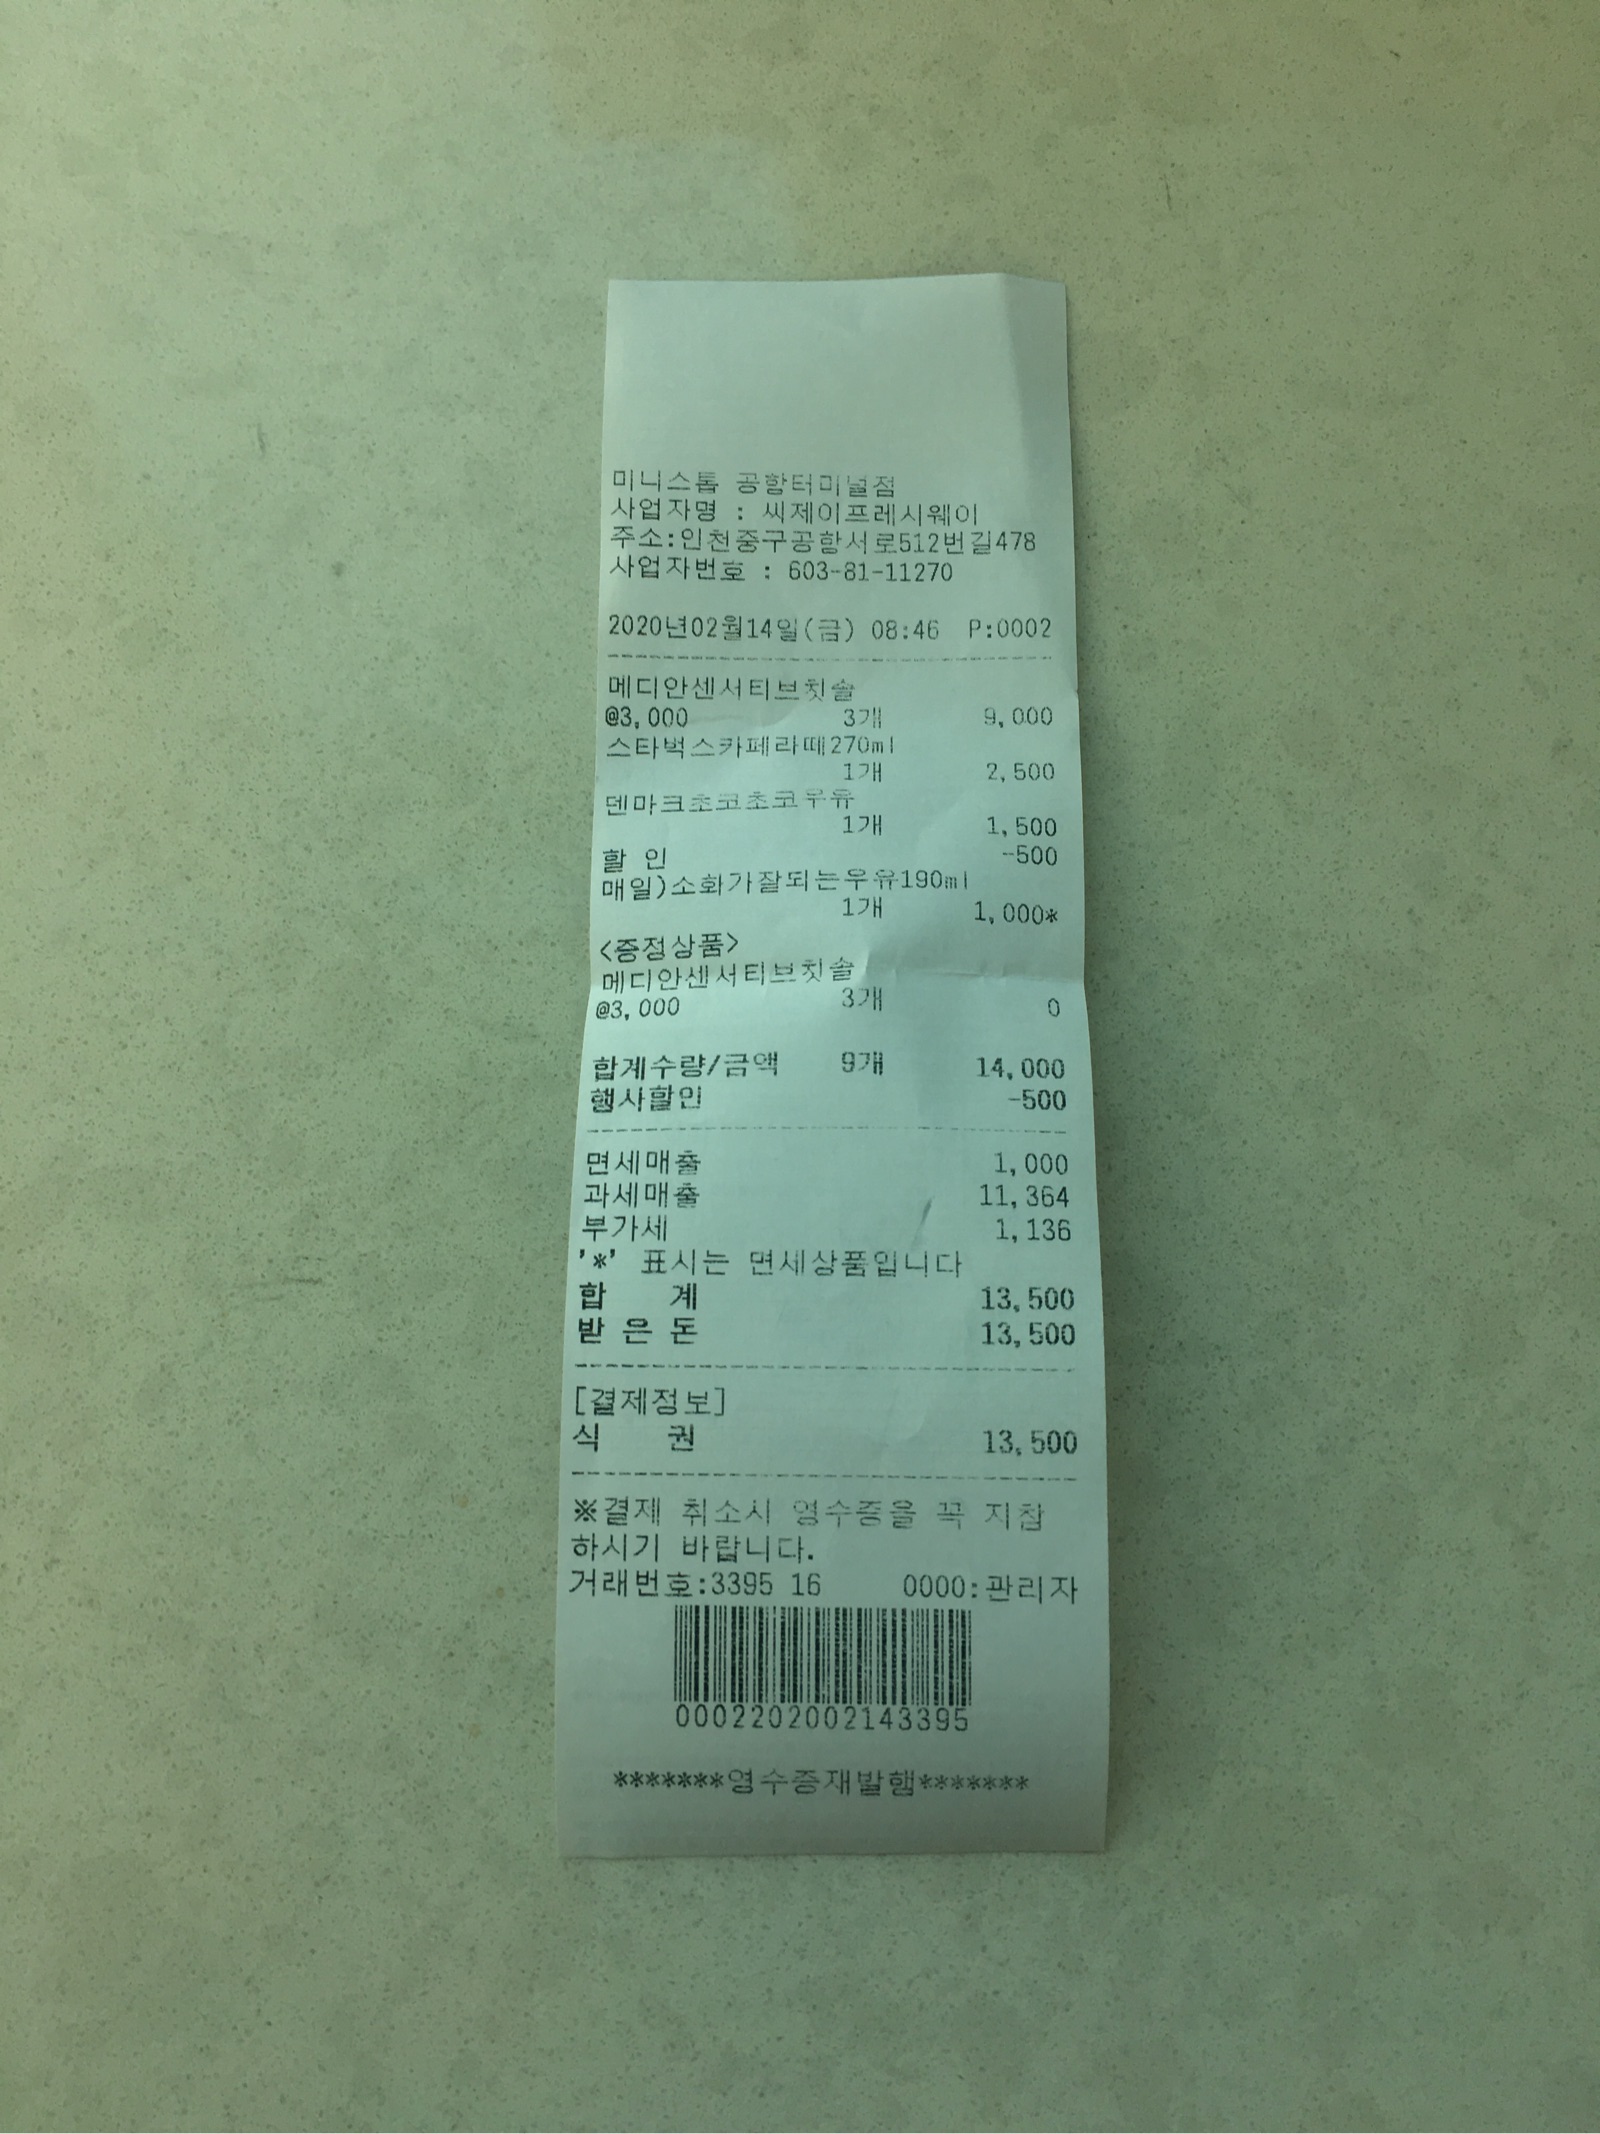 미니스톱 공항터미널점
사업자명 : 씨제이프레시웨이
주소:인천중구공항서로512번길478
사업자번호 : 603-81-11270
2020년02월14일(금) 08:46 P:0002
메디안센서티브칫솔
@3,000 3개 9,000
스타벅스카페라떼270ml
1개 2,500
덴마크초코초코우유
1개 1,500
할 인 -500
매일)소화가잘되는우유190ml
1개 1,000*
<증정상품>
메디안센서티브칫솔
@3,000 3개 0
합계수량/금액 9개 14,000
행사할인 -500
면세매출 1,000
과세매출 11,364
부가세 1,136
'*' 표시는 면세상품입니다
합 계 13,500
받 은 돈 13,500
[결제정보]
식 권 13,500
※결제 취소시 영수증을 꼭 지참
하시기 바랍니다.
거래번호:3395 16 0000:관리자
0002202002143395
*******영수증재발행*******